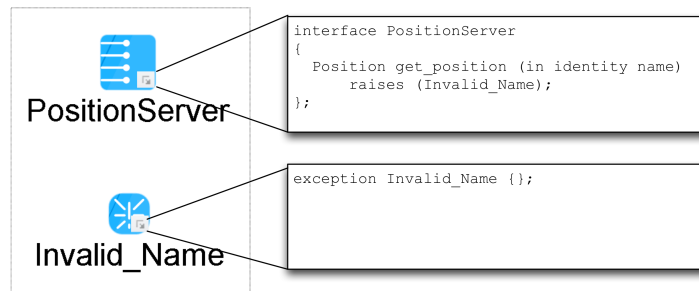 PositionServer
interface PositionServer
{
  Position get_position (in identity name)
      raises (Invalid_Name);
};
Invalid_Name
exception Invalid_Name {};